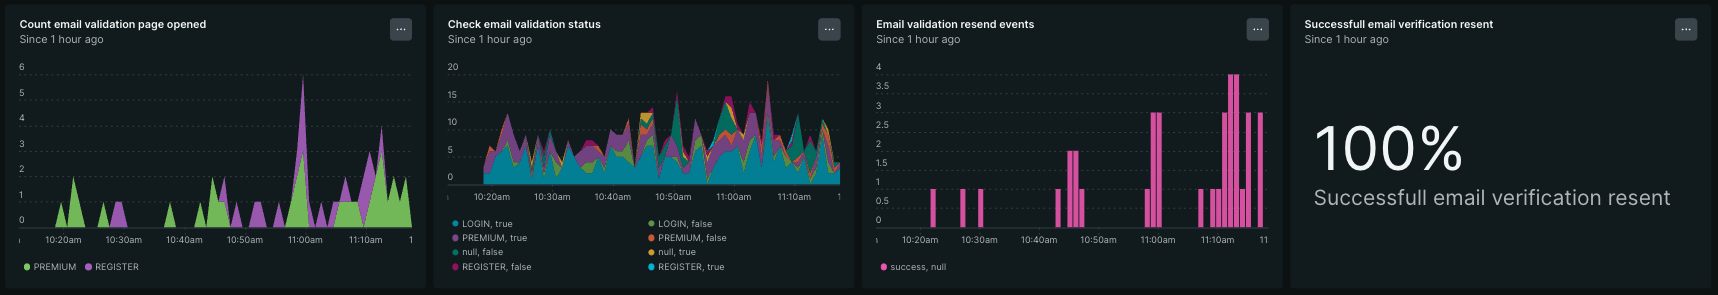 Count email validation page opened
Since 1 hour ago
...
6
5
4
3
2
1
0
10:20am 10:30am 10:40am 10:50am 11:00am 11:10am 1
PREMIUM REGISTER
Check email validation status
Since 1 hour ago
...
20
15
10
5
0
10:20am 10:30am 10:40am 10:50am 11:00am 11:10am 1
LOGIN, true LOGIN, false
PREMIUM, true PREMIUM, false
null, false null, true
REGISTER, false REGISTER, true
Email validation resend events
Since 1 hour ago
...
4
3.5
3
2.5
2
1.5
1
0.5
0
10:20am 10:30am 10:40am 10:50am 11:00am 11:10am 11
success, null
Successfull email verification resent
Since 1 hour ago
...
100%
Successfull email verification resent